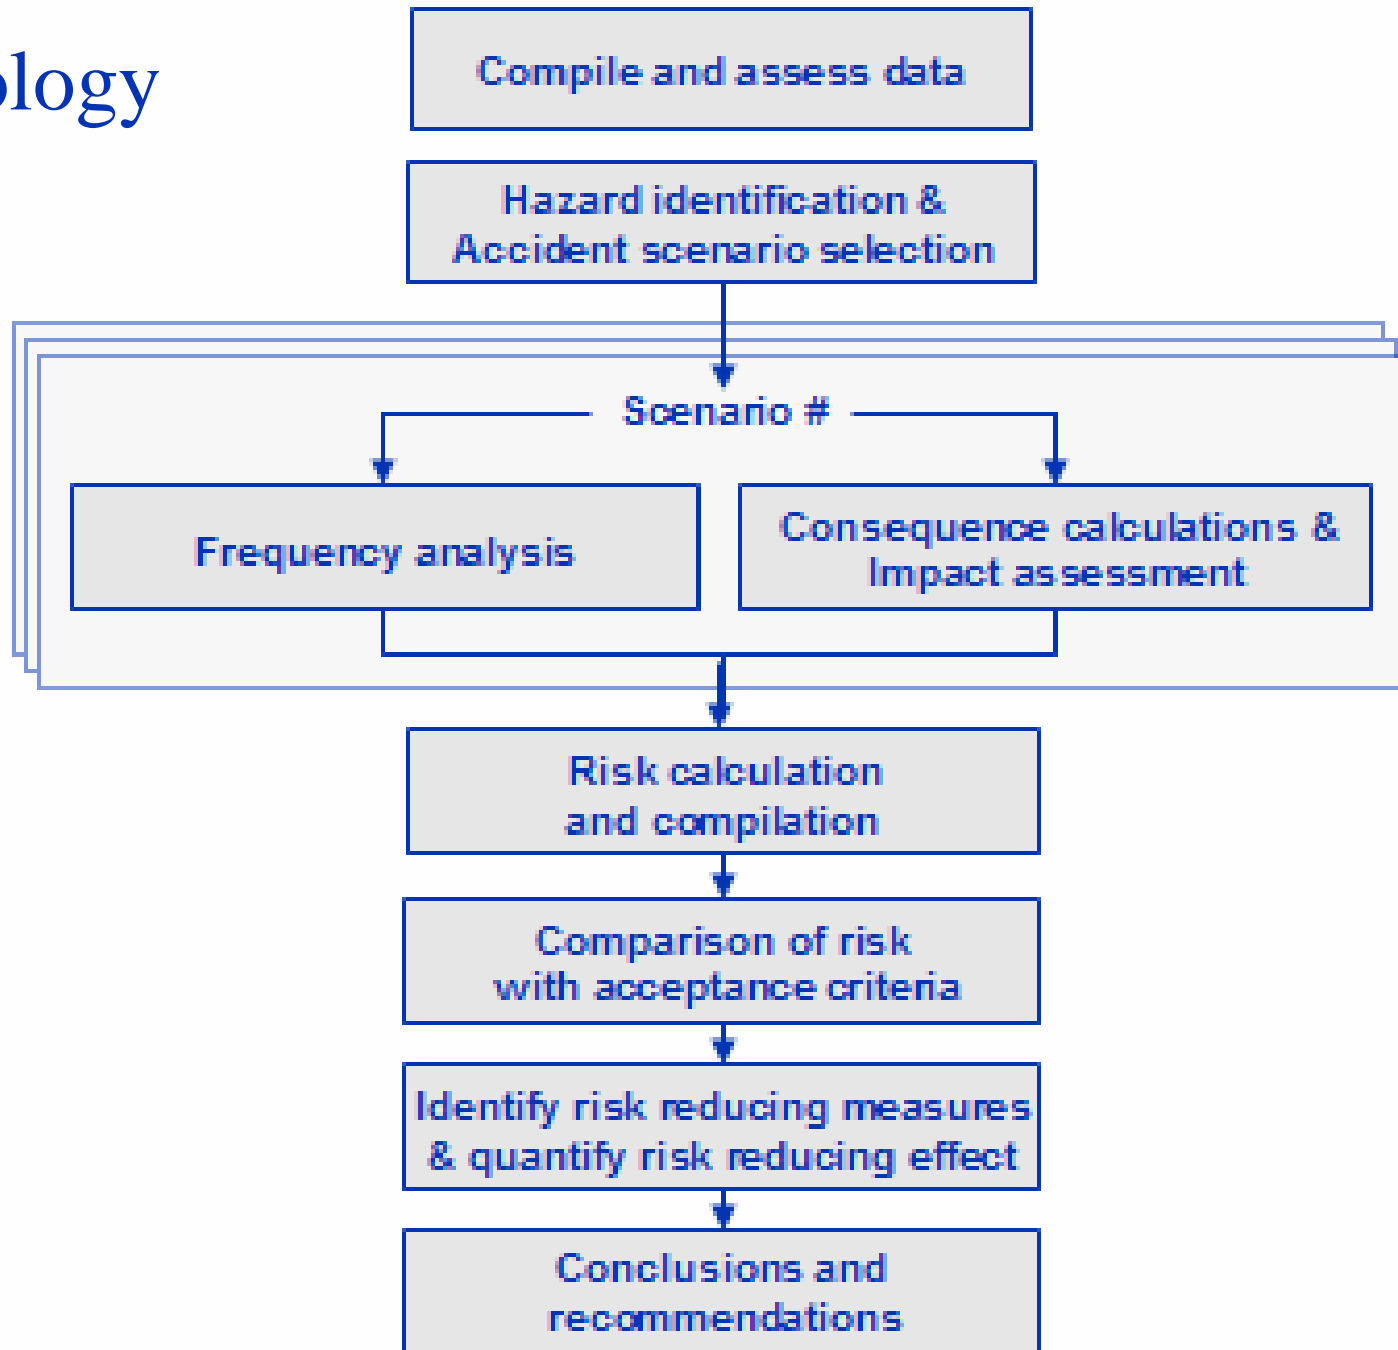 ology
Compile and assess data
Hazard identification &
Accident scenario selection
Scenario #
Frequency analysis
Consequence calculations &
Impact assessment
Risk calculation
and compilation
Comparison of risk
with acceptance criteria
Identify risk reducing measures
& quantify risk reducing effect
Conclusions and
recommendations